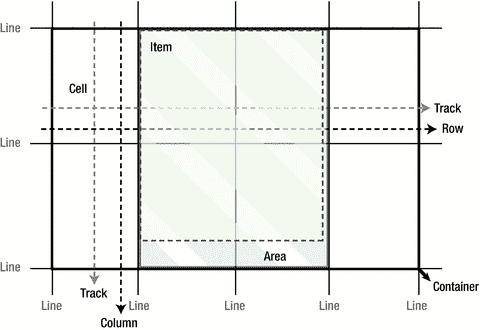 Line
Item
Cell
Track
Row
Line
Area
Line
Container
Track
Line
Line
Line
Line
Line
Column